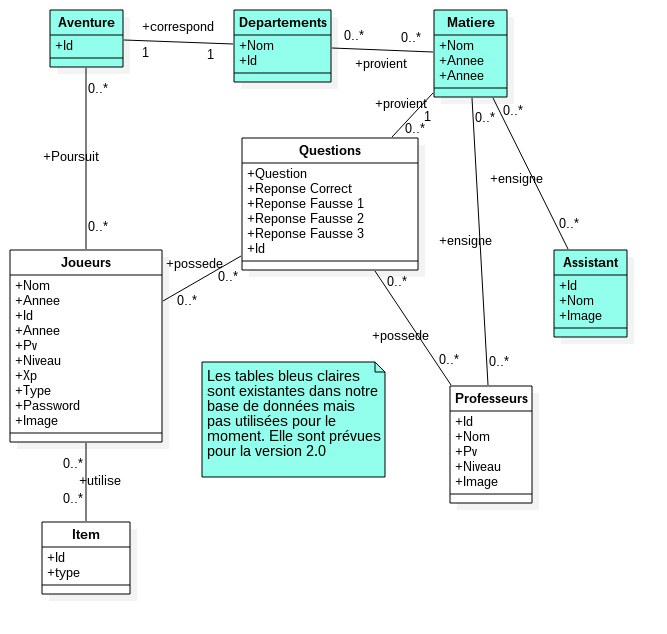 Aventure
+Id
+correspond
1
1
Departements
+Nom
+Id
0..*
0..*
+provient
Matiere
+Nom
+Annee
+Annee
+provient
1
0..*
0..*
0..*
0..*
+Poursuit
0..*
Questions
+Question
+Reponse Correct
+Reponse Fausse 1
+Reponse Fausse 2
+Reponse Fausse 3
+Id
+ensigne
0..*
+ensigne
0..*
Assistant
+Id
+Nom
+Image
Joueurs
+Nom
+Annee
+Id
+Annee
+Pv
+Niveau
+Xp
+Type
+Password
+Image
+possede
0..*
0..*
0..*
+possede
0..*
Professeurs
+Id
+Nom
+Pv
+Niveau
+Image
Les tables bleus claires
sont existantes dans notre
base de données mais
pas utilisées pour le
moment. Elle sont prévues
pour la version 2.0
0..*
+utilise
0..*
Item
+Id
+type